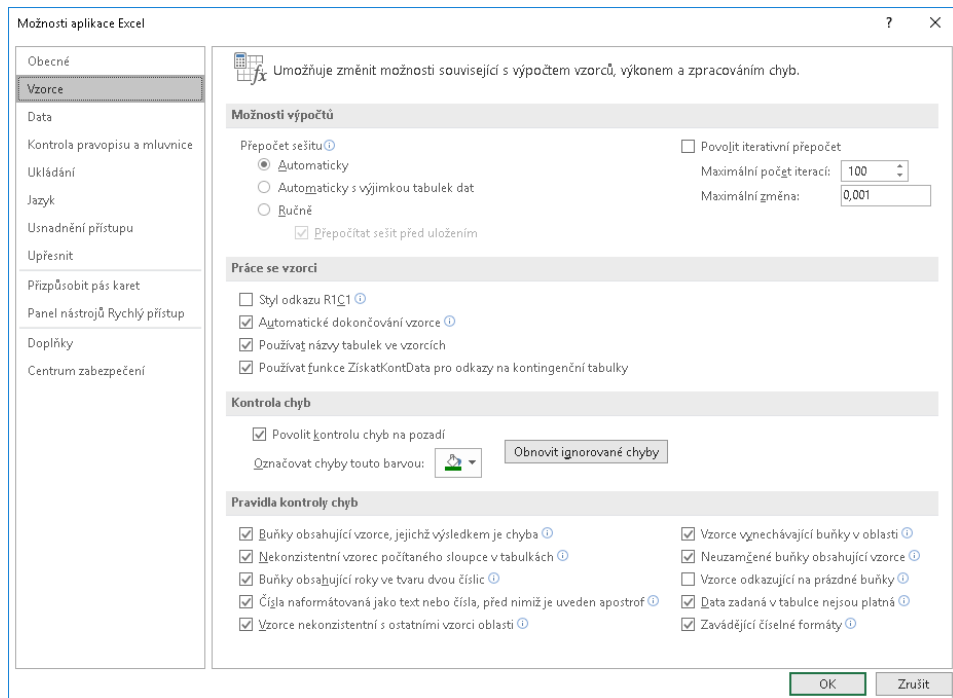 Možnosti aplikace Excel
?
Obecné
Vzorce
Data
Kontrola pravopisu a mluvnice
Ukládání
Jazyk
Usnadnění přístupu
Upřesnit
Přizpůsobit pás karet
Panel nástrojů Rychlý přístup
Doplňky
Centrum zabezpečení
Umožňuje změnit možnosti související s výpočtem vzorců, výkonem a zpracováním chyb.
Možnosti výpočtů
Přepočet sešitu
Automaticky
Automaticky s výjimkou tabulek dat
Ručně
Přepočítat sešit před uložením
Povolit iterativní přepočet
Maximální počet iterací: 100
Maximální změna: 0,001
Práce se vzorci
Styl odkazu R1C1
Automatické dokončování vzorce
Používat názvy tabulek ve vzorcích
Používat funkce ZískatKontData pro odkazy na kontingenční tabulky
Kontrola chyb
Povolit kontrolu chyb na pozadí
Označovat chyby touto barvou:
Obnovit ignorované chyby
Pravidla kontroly chyb
Buňky obsahující vzorce, jejichž výsledkem je chyba
Nekonzistentní vzorec počítaného sloupce v tabulkách
Buňky obsahující roky ve tvaru dvou číslic
Čísla naformátovaná jako text nebo čísla, před nimiž je uveden apostrof
Vzorce nekonzistentní s ostatními vzorci oblasti
Vzorce vynechávající buňky v oblasti
Neuzamčené buňky obsahující vzorce
Vzorce odkazující na prázdné buňky
Data zadaná v tabulce nejsou platná
Zavádějící číselné formáty
OK
Zrušit